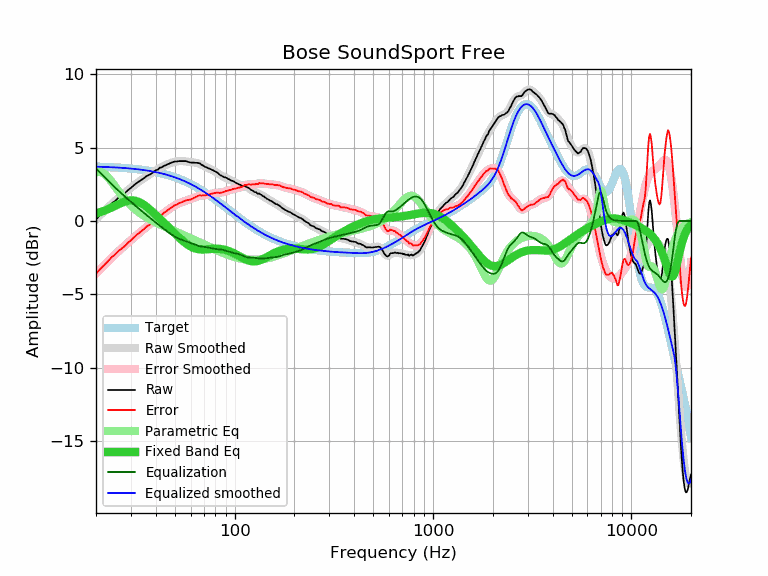 Bose SoundSport Free
10
5
0
−5
−10
−15
Amplitude (dBr)
Target
Raw Smoothed
Error Smoothed
Raw
Error
Parametric Eq
Fixed Band Eq
Equalization
Equalized smoothed
100
1000
10000
Frequency (Hz)